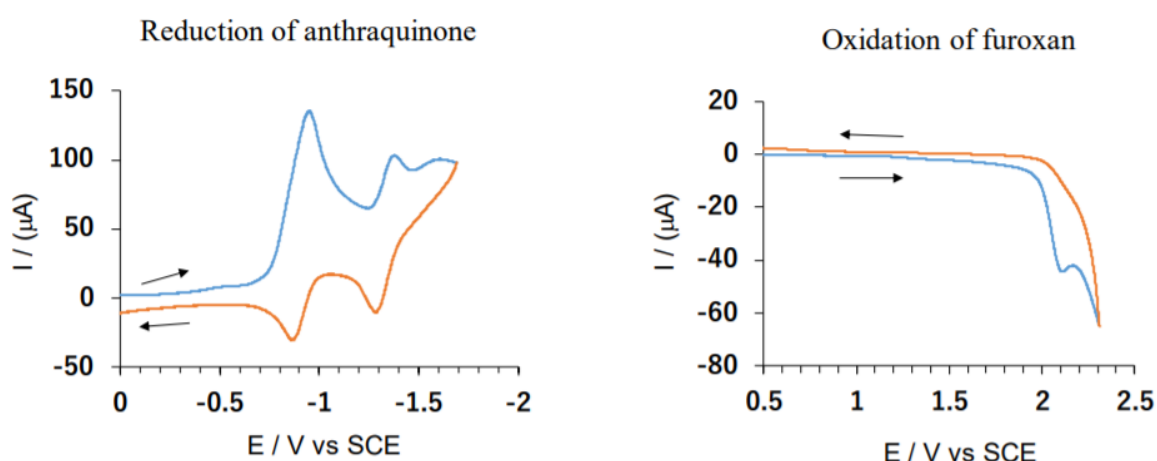 Reduction of anthraquinone
150
100
50
0
-50
0 -0.5 -1 -1.5 -2
I / (μA)
E / V vs SCE
Oxidation of furoxan
20
0
-20
-40
-60
-80
0.5 1 1.5 2 2.5
I / (μA)
E / V vs SCE